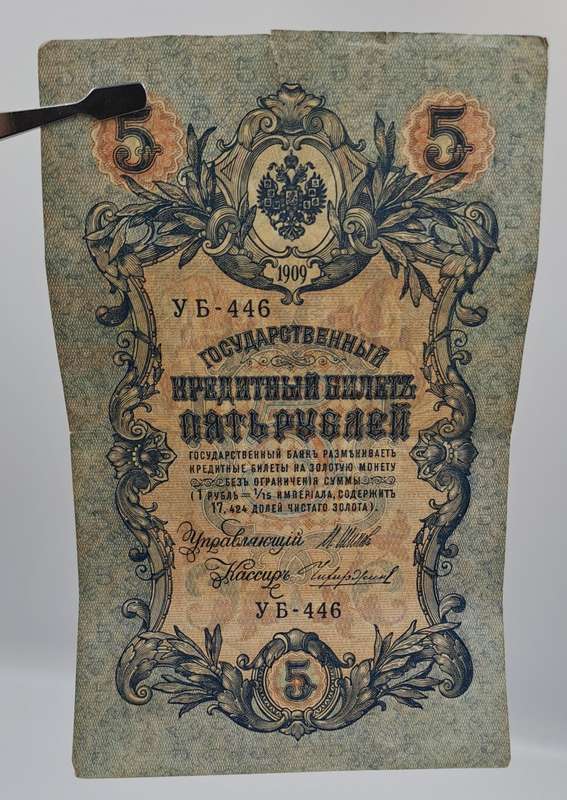 5 5
1909
УБ-446
ГОСУДАРСТВЕННЫЙ
КРЕДИТНЫЙ БИЛЕТЪ
ПЯТЬ РУБЛЕЙ
ГОСУДАРСТВЕННЫЙ БАНКЪ РАЗМѢНИВАЕТЪ
КРЕДИТНЫЕ БИЛЕТЫ НА ЗОЛОТУЮ МОНЕТУ
БЕЗЪ ОГРАНИЧЕНІЯ СУММЫ
(1 РУБЛЬ = 1/15 ИМПЕРІАЛА, СОДЕРЖИТЪ
17,424 ДОЛЕЙ ЧИСТАГО ЗОЛОТА).
Управляющій
Кассиръ
УБ-446
5